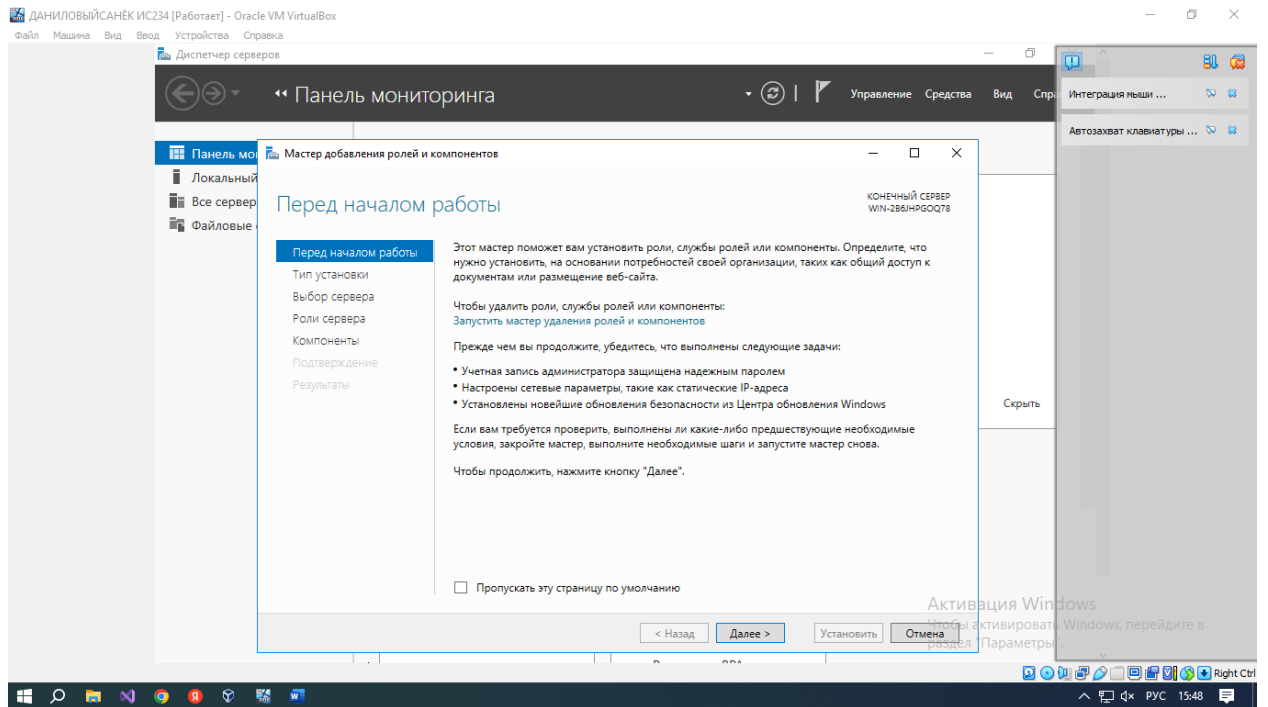 ДАНИЛОВЫЙСАНЁК ИС234 [Работает] - Oracle VM VirtualBox
Файл Машина Вид Ввод Устройства Справка
Диспетчер серверов
Панель мониторинга
Управление Средства Вид
Интеграция мыши ...
Автозахват клавиатуры ...
Локальный
Файловые
Мастер добавления ролей и компонентов
Перед началом работы
КОНЕЧНЫЙ СЕРВЕР
WIN-2B6JHPGOQ78
Перед началом работы
Тип установки
Выбор сервера
Роли сервера
Компоненты
Подтверждение
Результаты
Этот мастер поможет вам установить роли, службы ролей или компоненты. Определите, что
нужно установить, на основании потребностей своей организации, таких как общий доступ к
документам или размещение веб-сайта.
Чтобы удалить роли, службы ролей или компоненты:
Запустить мастер удаления ролей и компонентов
Прежде чем вы продолжите, убедитесь, что выполнены следующие задачи:
• Учетная запись администратора защищена надежным паролем
• Настроены сетевые параметры, такие как статические IP-адреса
• Установлены новейшие обновления безопасности из Центра обновления Windows
Если вам требуется проверить, выполнены ли какие-либо предшествующие необходимые
условия, закройте мастер, выполните необходимые шаги и запустите мастер снова.
Чтобы продолжить, нажмите кнопку "Далее".
Скрыть
Пропускать эту страницу по умолчанию
< Назад Далее > Установить Отмена
Активация Windows
Чтобы активировать Windows, перейдите в
раздел "Параметры".
Right Ctrl
РУС 15:48